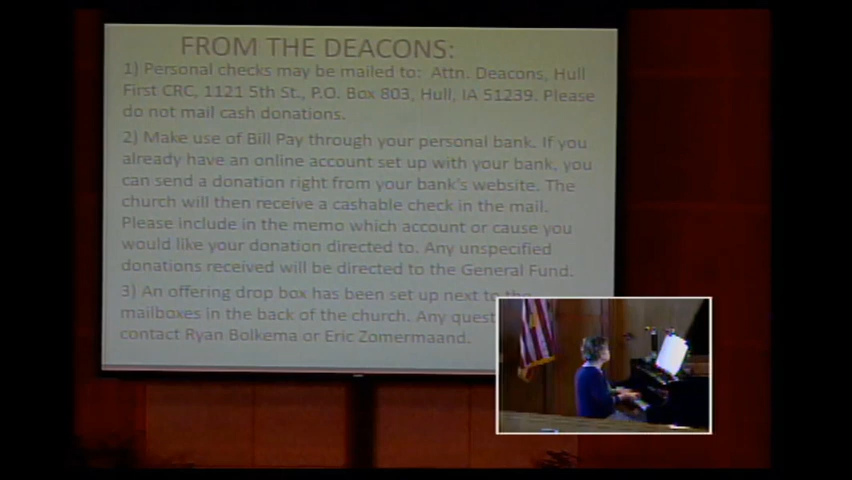 FROM THE DEACONS:
1) Personal checks may be mailed to: Attn. Deacons, Hull
First CRC, 1121 5th St., P.O. Box 803, Hull, IA 51239. Please
do not mail cash donations.
2) Make use of Bill Pay through your personal bank. If you
already have an online account set up with your bank, you
can send a donation right from your bank's website. The
church will then receive a cashable check in the mail.
Please include in the memo which account or cause you
would like your donation directed to. Any unspecified
donations received will be directed to the General Fund.
3) An offering drop box has been set up next to the
mailboxes in the back of the church. Any quest
contact Ryan Bolkema or Eric Zomermaand.